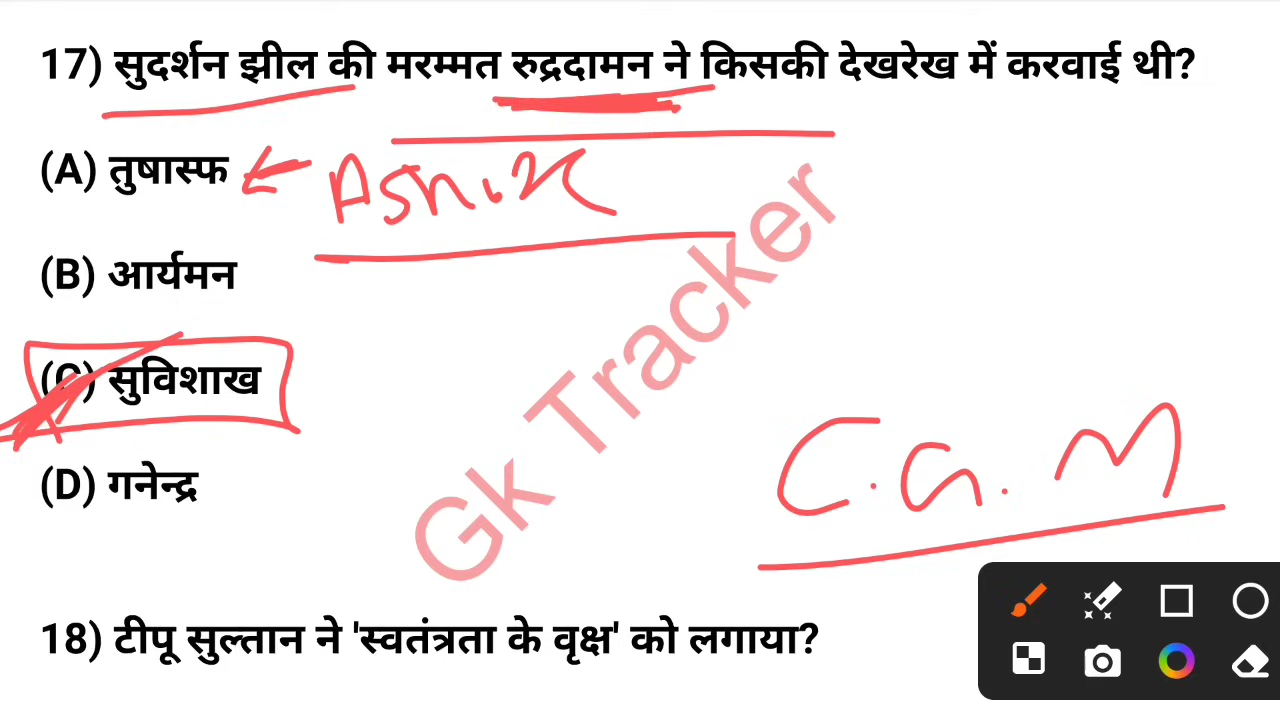 17) सुदर्शन झील की मरम्मत रुद्रदामन ने किसकी देखरेख में करवाई थी?
(A) तुषास्फ
(B) आर्यमन
(C) सुविशाख
(D) गनेन्द्र
C. G. M
Gk Tracker
18) टीपू सुल्तान ने 'स्वतंत्रता के वृक्ष' को लगाया?